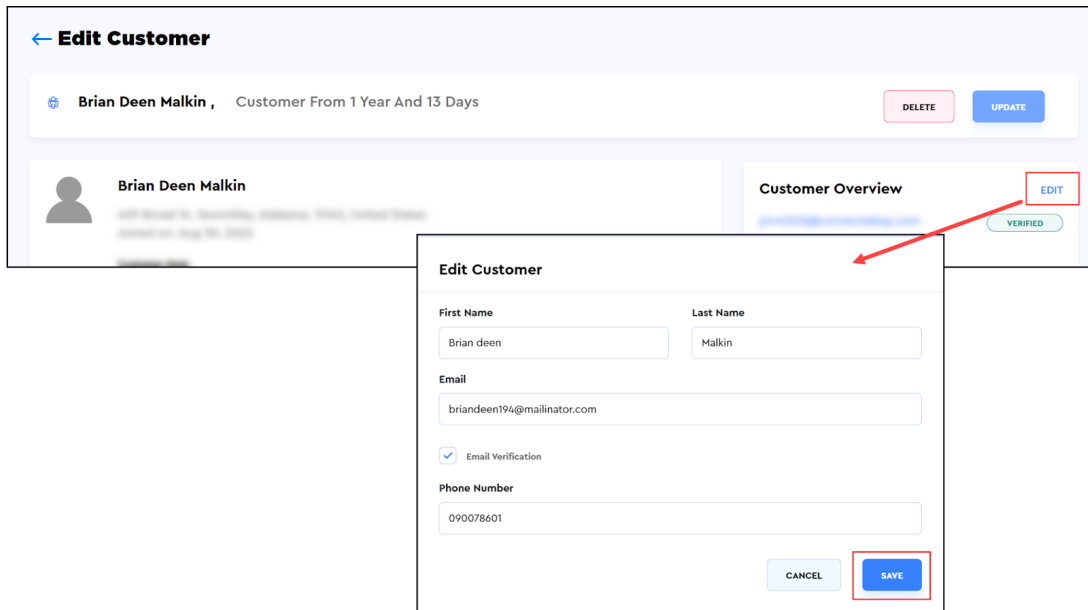 Edit Customer
Brian Deen Malkin , Customer From 1 Year And 13 Days
DELETE
UPDATE
Brian Deen Malkin
Customer Overview
EDIT
VERIFIED
Edit Customer
First Name
Last Name
Brian deen
Malkin
Email
briandeen194@mailinator.com
Email Verification
Phone Number
090078601
CANCEL
SAVE